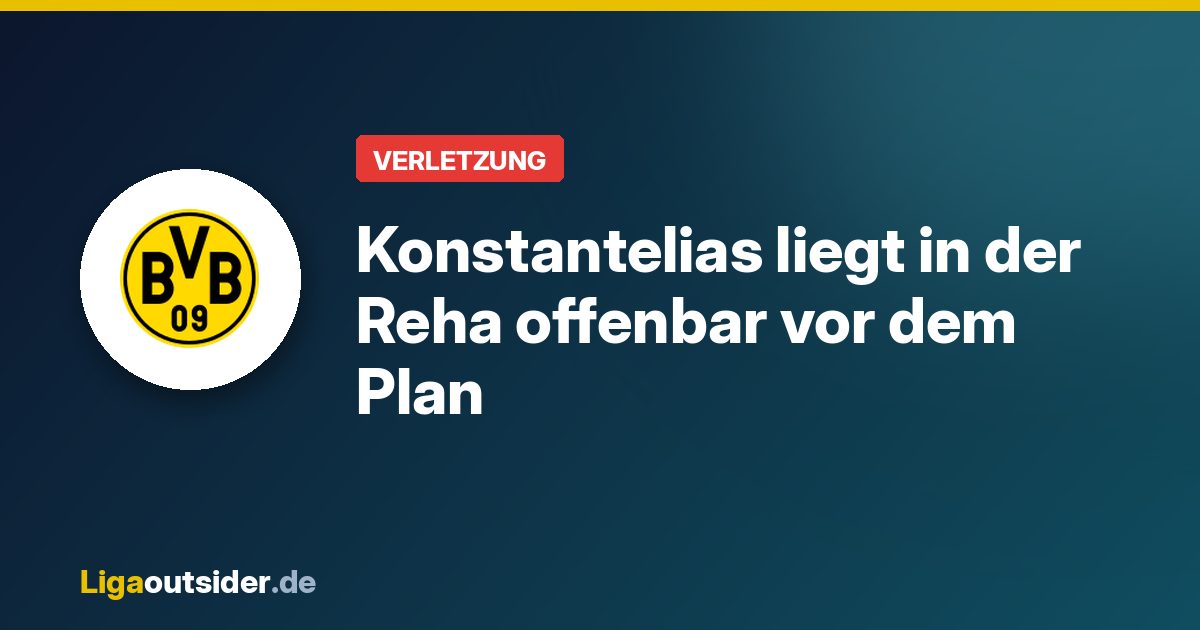 VERLETZUNG
Konstantelias liegt in der
Reha offenbar vor dem
Plan
BVB
09
Ligaoutsider.de